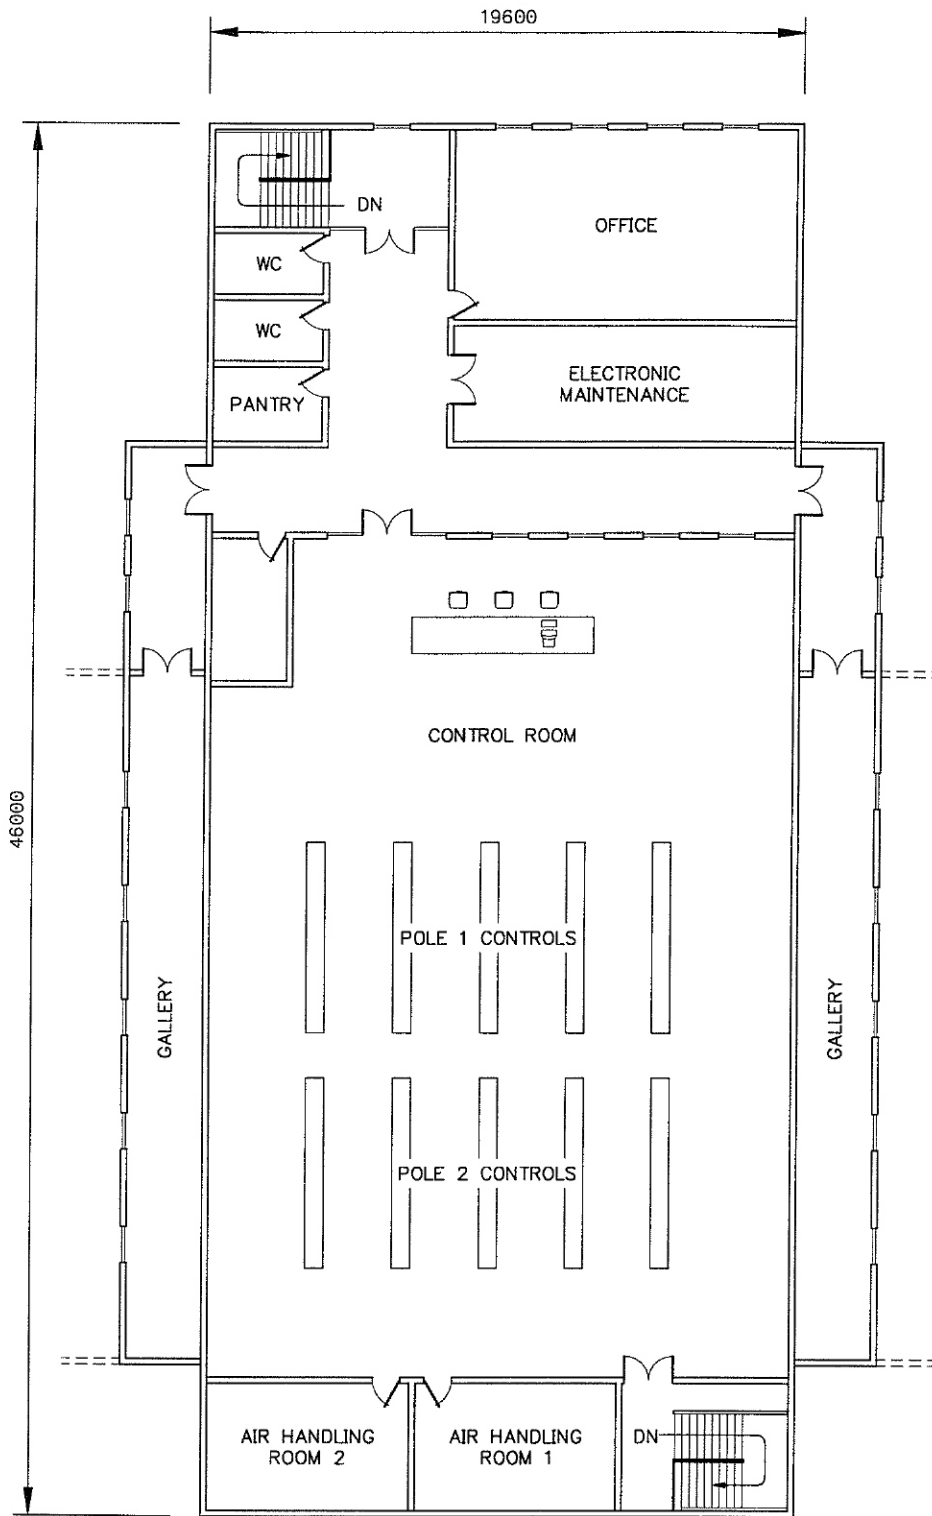 19600
DN
OFFICE
WC
WC
ELECTRONIC
MAINTENANCE
PANTRY
CONTROL ROOM
46000
POLE 1 CONTROLS
GALLERY
GALLERY
POLE 2 CONTROLS
AIR HANDLING
ROOM 2
AIR HANDLING
ROOM 1
DN